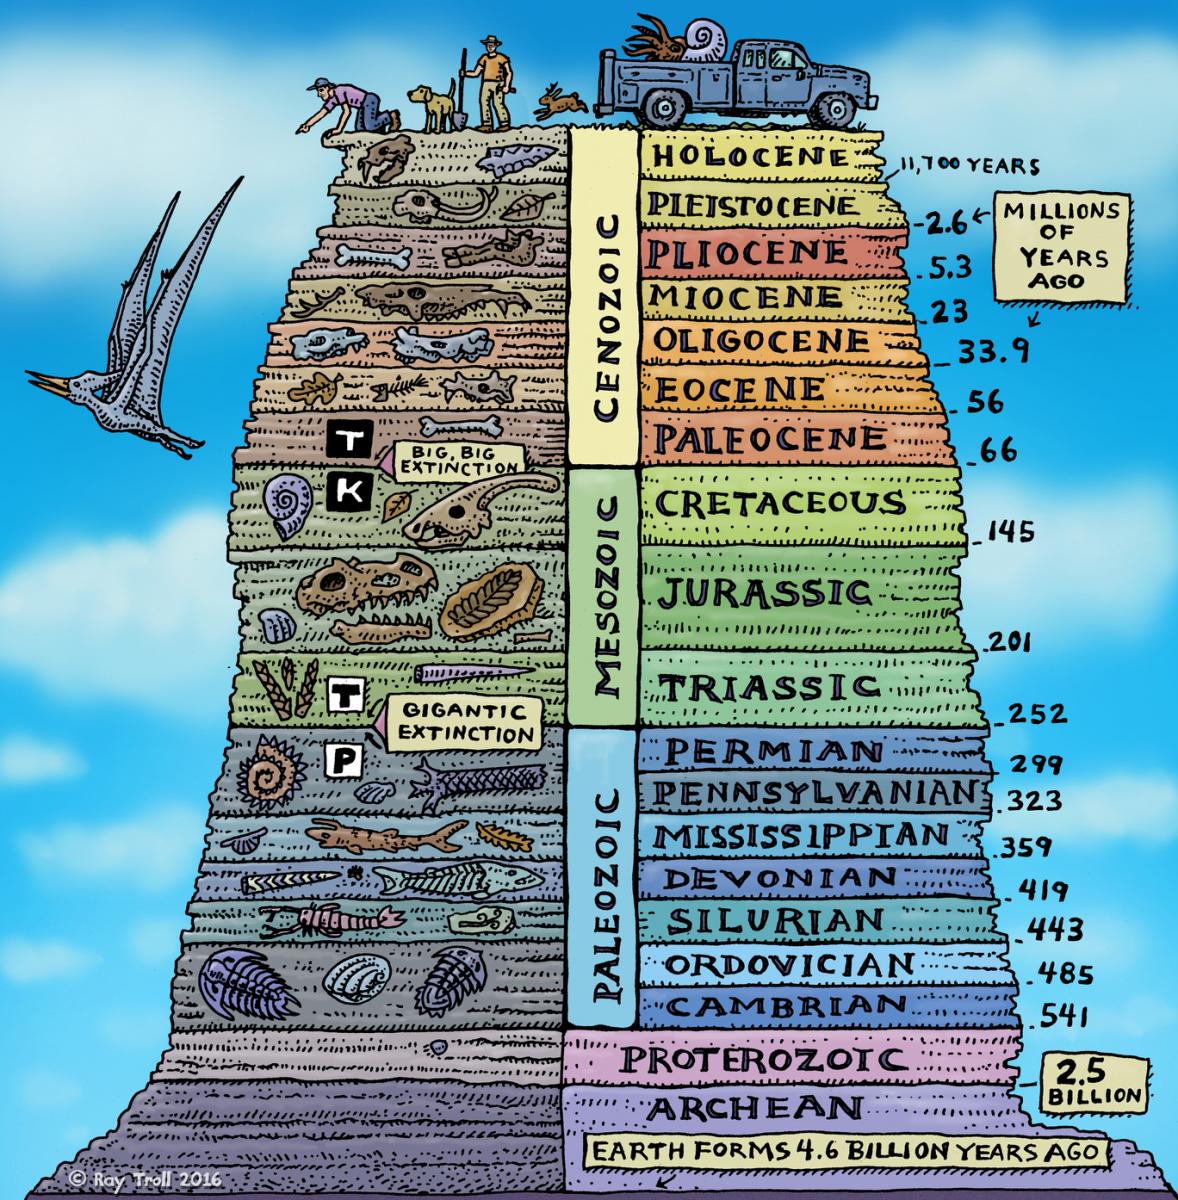 HOLOCENE
11,700 YEARS
PLEISTOCENE
2.6
MILLIONS
OF
YEARS
AGO
PLIOCENE
5.3
MIOCENE
23
OLIGOCENE
33.9
EOCENE
56
PALEOCENE
66
CENOZOIC
T
BIG, BIG
EXTINCTION
K
CRETACEOUS
145
JURASSIC
201
TRIASSIC
252
MESOZOIC
T
GIGANTIC
EXTINCTION
P
PERMIAN
299
PENNSYLVANIAN
323
MISSISSIPPIAN
359
DEVONIAN
419
SILURIAN
443
ORDOVICIAN
485
CAMBRIAN
541
PALEOZOIC
PROTEROZOIC
2.5
BILLION
ARCHEAN
EARTH FORMS 4.6 BILLION YEARS AGO
© Ray Troll 2016